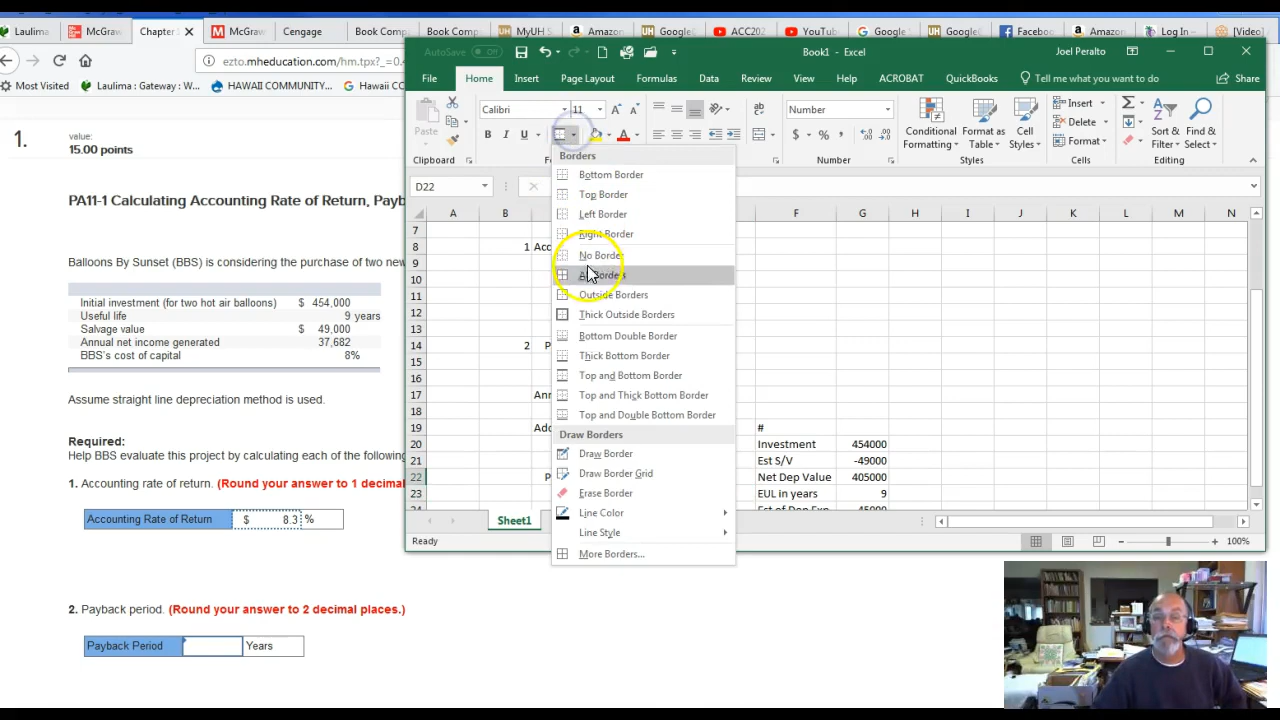 Laulima
McGraw
Chapter 1
McGraw
Cengage
Book Comp
Book Comp
MyUH
Amazon
Google
ACC202
YouTube
Google
Google
Facebook
Amazon
Log In –
[Video]
ezto.mheducation.com/hm.tpx?_=0.4
Most Visited
Laulima : Gateway : W...
HAWAII COMMUNITY...
Hawaii CC
1.
value:
15.00 points
PA11-1 Calculating Accounting Rate of Return, Payb
Balloons By Sunset (BBS) is considering the purchase of two new
Initial investment (for two hot air balloons) $ 454,000
Useful life 9 years
Salvage value $ 49,000
Annual net income generated 37,682
BBS's cost of capital 8%
Assume straight line depreciation method is used.
Required:
Help BBS evaluate this project by calculating each of the following
1. Accounting rate of return. (Round your answer to 1 decimal
Accounting Rate of Return $ 8.3 %
2. Payback period. (Round your answer to 2 decimal places.)
Payback Period Years
AutoSave Off
Book1 - Excel
Joel Peralto
File Home Insert Page Layout Formulas Data Review View Help ACROBAT QuickBooks Tell me what you want to do Share
Paste
Calibri 11
B I U
Number
$ % ,
Conditional Formatting
Format as Table
Cell Styles
Insert
Delete
Format
Sort & Filter
Find & Select
Clipboard
Number Styles Cells Editing
D22
A B F G H I J K L M N
7
8 1 Acc
9
10
11
12
13
14 2 P
15
16
17 Ann
18
19 Add #
20 Investment 454000
21 Est S/V -49000
22 P Net Dep Value 405000
23 EUL in years 9
24 Est of Dep Exp 45000
Borders
Bottom Border
Top Border
Left Border
Right Border
No Border
All Borders
Outside Borders
Thick Outside Borders
Bottom Double Border
Thick Bottom Border
Top and Bottom Border
Top and Thick Bottom Border
Top and Double Bottom Border
Draw Borders
Draw Border
Draw Border Grid
Erase Border
Line Color
Line Style
More Borders...
Sheet1
Ready
100%